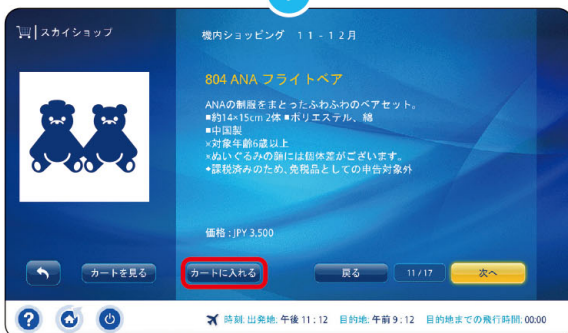 スカイショップ
機内ショッピング 11-12月
804 ANA フライトベア
ANAの制服をまとったふわふわのベアセット。
■約14×15cm 2体 ■ポリエステル、綿
■中国製
×対象年齢6歳以上
×ぬいぐるみの顔には個体差がございます。
*課税済みのため、免税品としての申告対象外
価格 : JPY 3,500
カートを見る
カートに入れる
戻る
11/17
次へ
?
時刻: 出発地: 午後 11 : 12 目的地: 午前 9 : 12 目的地までの飛行時間: 00:00